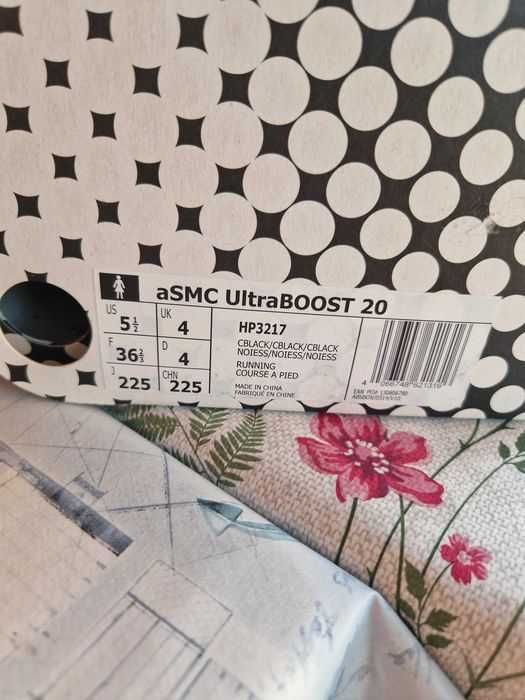 aSMC UltraBOOST 20
US 5½ UK 4
F 36⅔ D 4
J 225 CHN 225
HP3217
CBLACK/CBLACK/CBLACK
NOIESS/NOIESS/NOIESS
RUNNING
COURSE A PIED
MADE IN CHINA
FABRIQUÉ EN CHINE